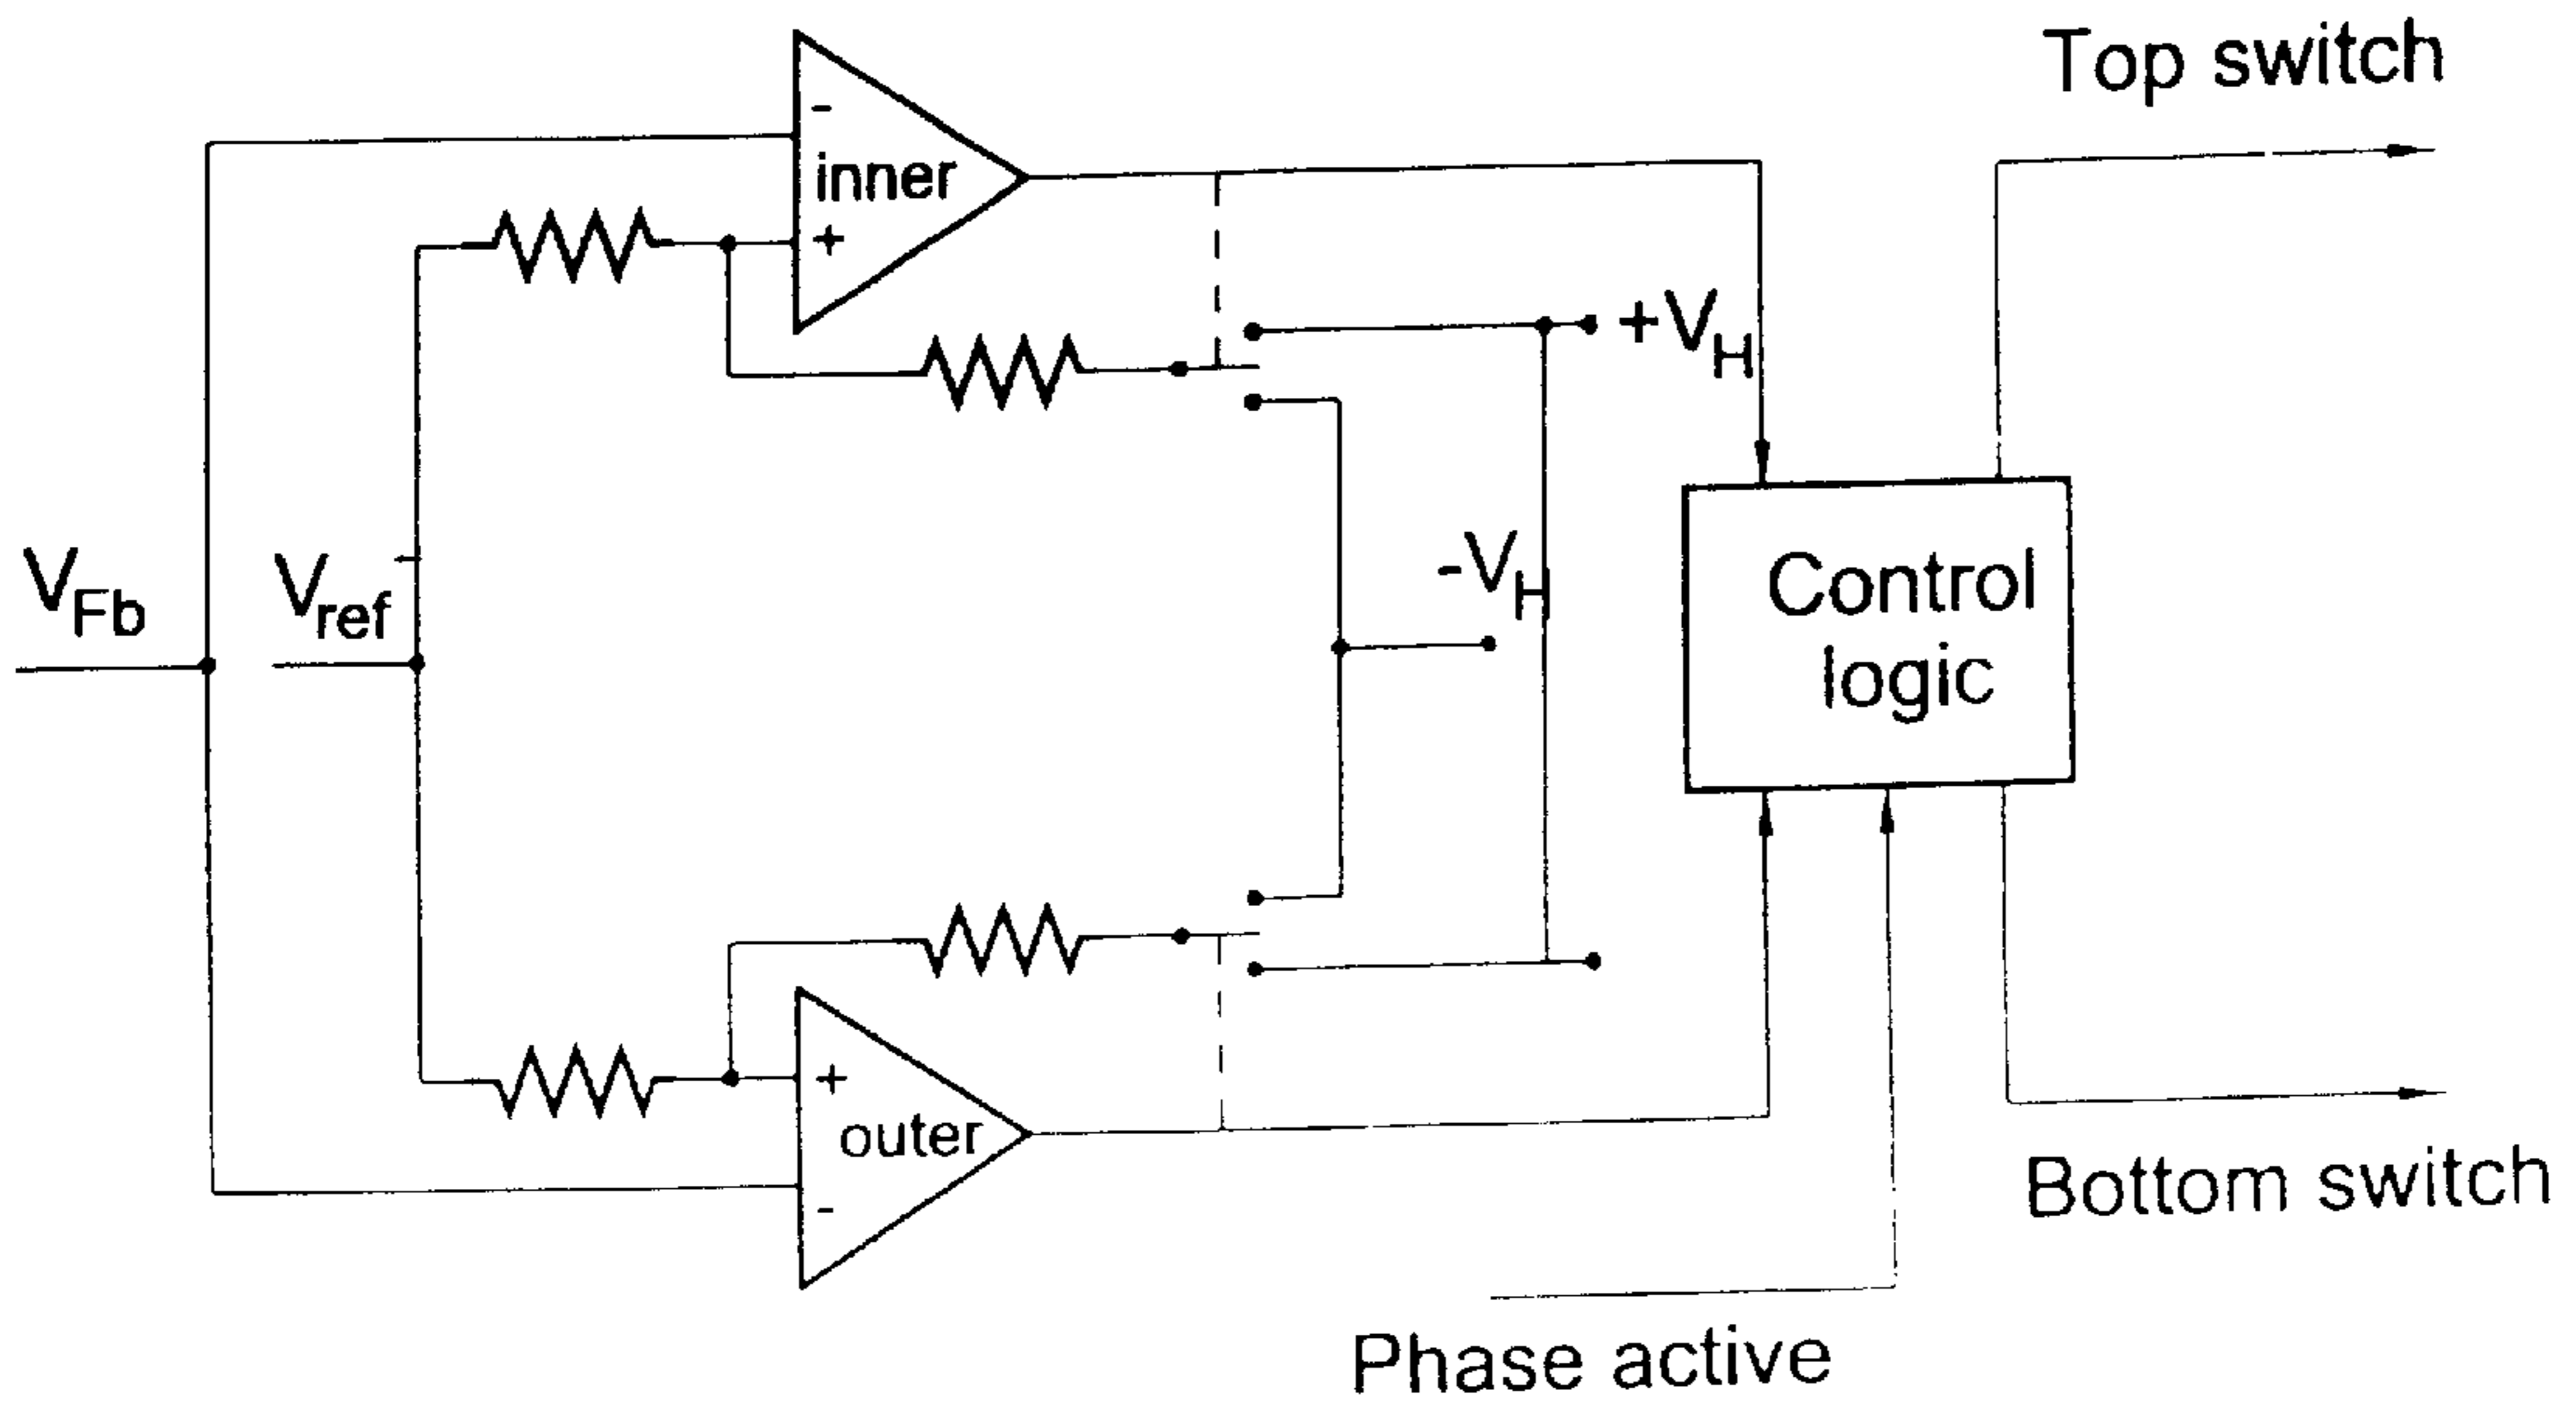 Top switch
-
inner
+
+VH
VFb
Vref
-VH
Control
logic
+
outer
-
Bottom switch
Phase active